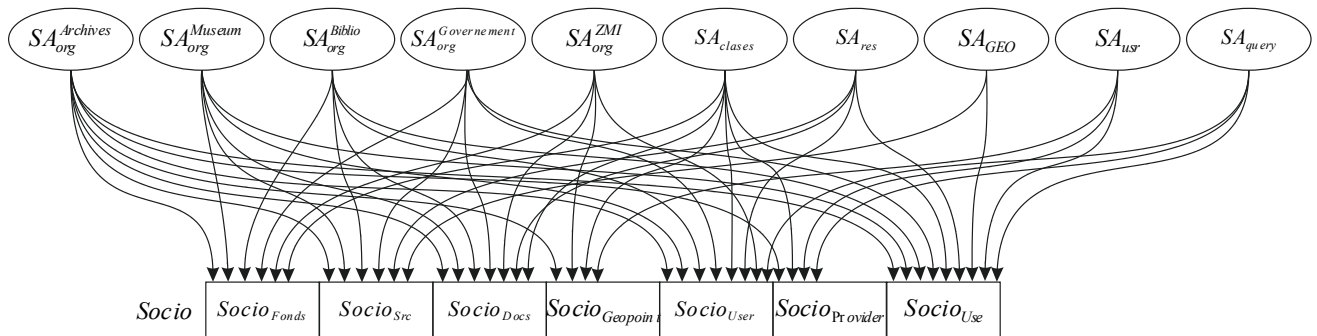 SA_org^Archives SA_org^Museum SA_org^Biblio SA_org^Governement SA_org^ZMI SA_clases SA_res SA_GEO SA_usr SA_query
Socio Socio_Fonds Socio_Src Socio_Docs Socio_Geopoint Socio_User Socio_Provider Socio_Use